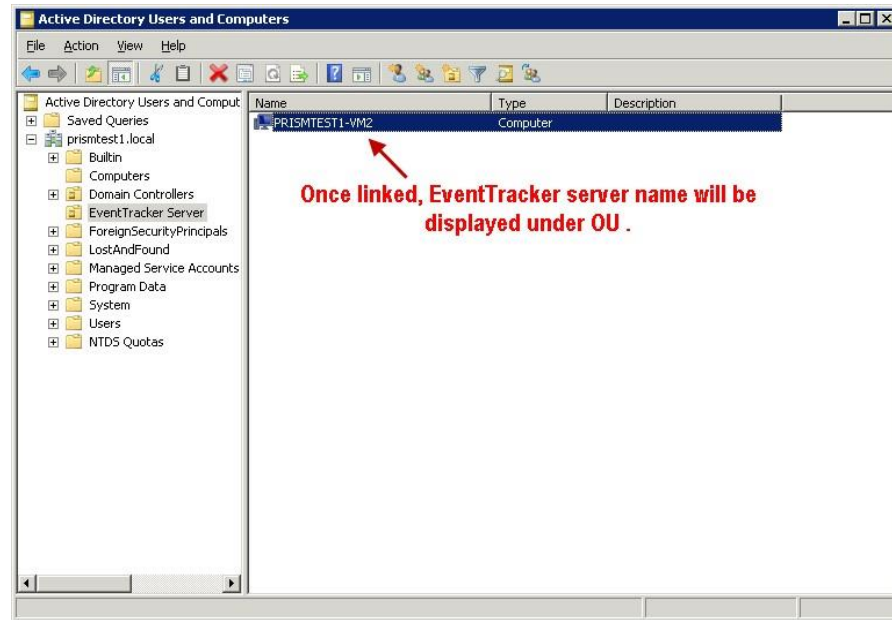 Active Directory Users and Computers
File Action View Help
Active Directory Users and Comput
Saved Queries
prismtest1.local
Builtin
Computers
Domain Controllers
EventTracker Server
ForeignSecurityPrincipals
LostAndFound
Managed Service Accounts
Program Data
System
Users
NTDS Quotas
Name Type Description
PRISMTEST1-VM2 Computer
Once linked, EventTracker server name will be
displayed under OU .